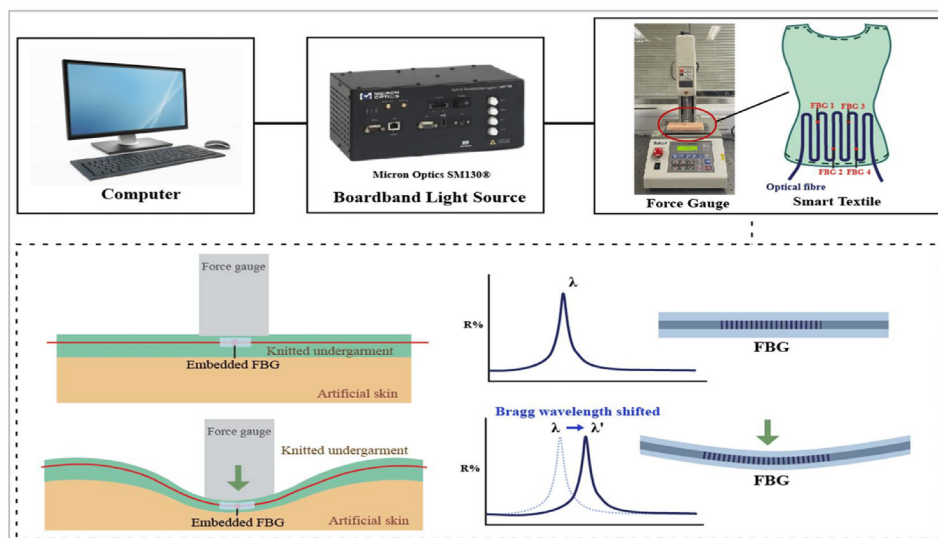 Computer
MICRON
OPTICS
Micron Optics SM130®
Boardband Light Source
Force Gauge
FBG 1
FBG 3
FBG 2
FBG 4
Optical fibre
Smart Textile
Force gauge
Knitted undergarment
Embedded FBG
Artificial skin
λ
R%
FBG
Force gauge
Knitted undergarment
Embedded FBG
Artificial skin
Bragg wavelength shifted
λ
λ'
R%
FBG